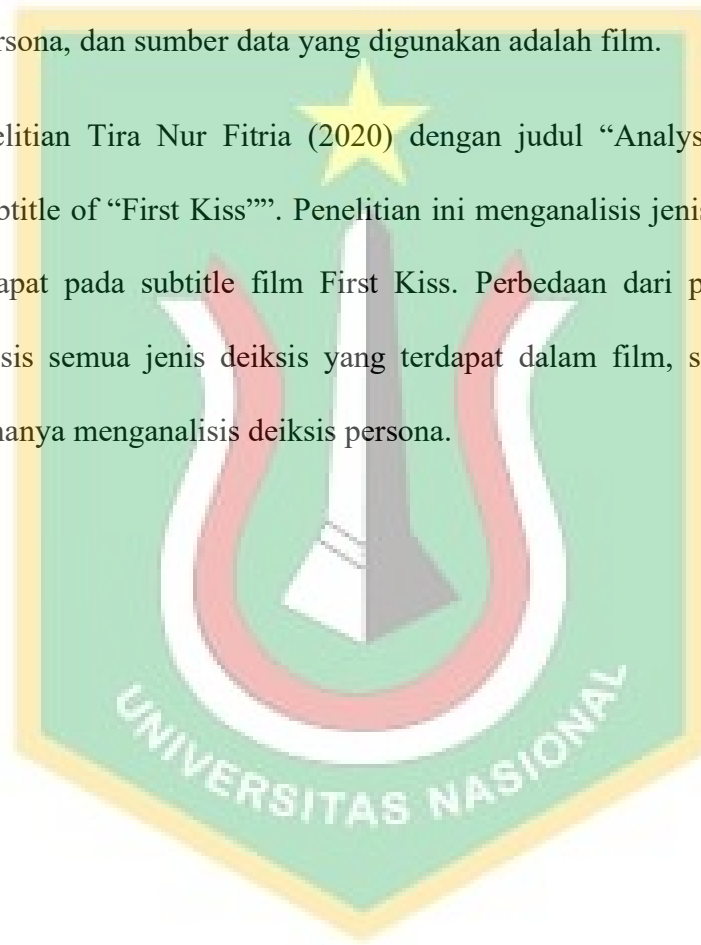 rsona, dan sumber data yang digunakan adalah film.
elitian Tira Nur Fitria (2020) dengan judul “Analys
btitle of “First Kiss””. Penelitian ini menganalisis jenis
apat pada subtitle film First Kiss. Perbedaan dari p
sis semua jenis deiksis yang terdapat dalam film, s
hanya menganalisis deiksis persona.
UNIVERSITAS NASIONAL